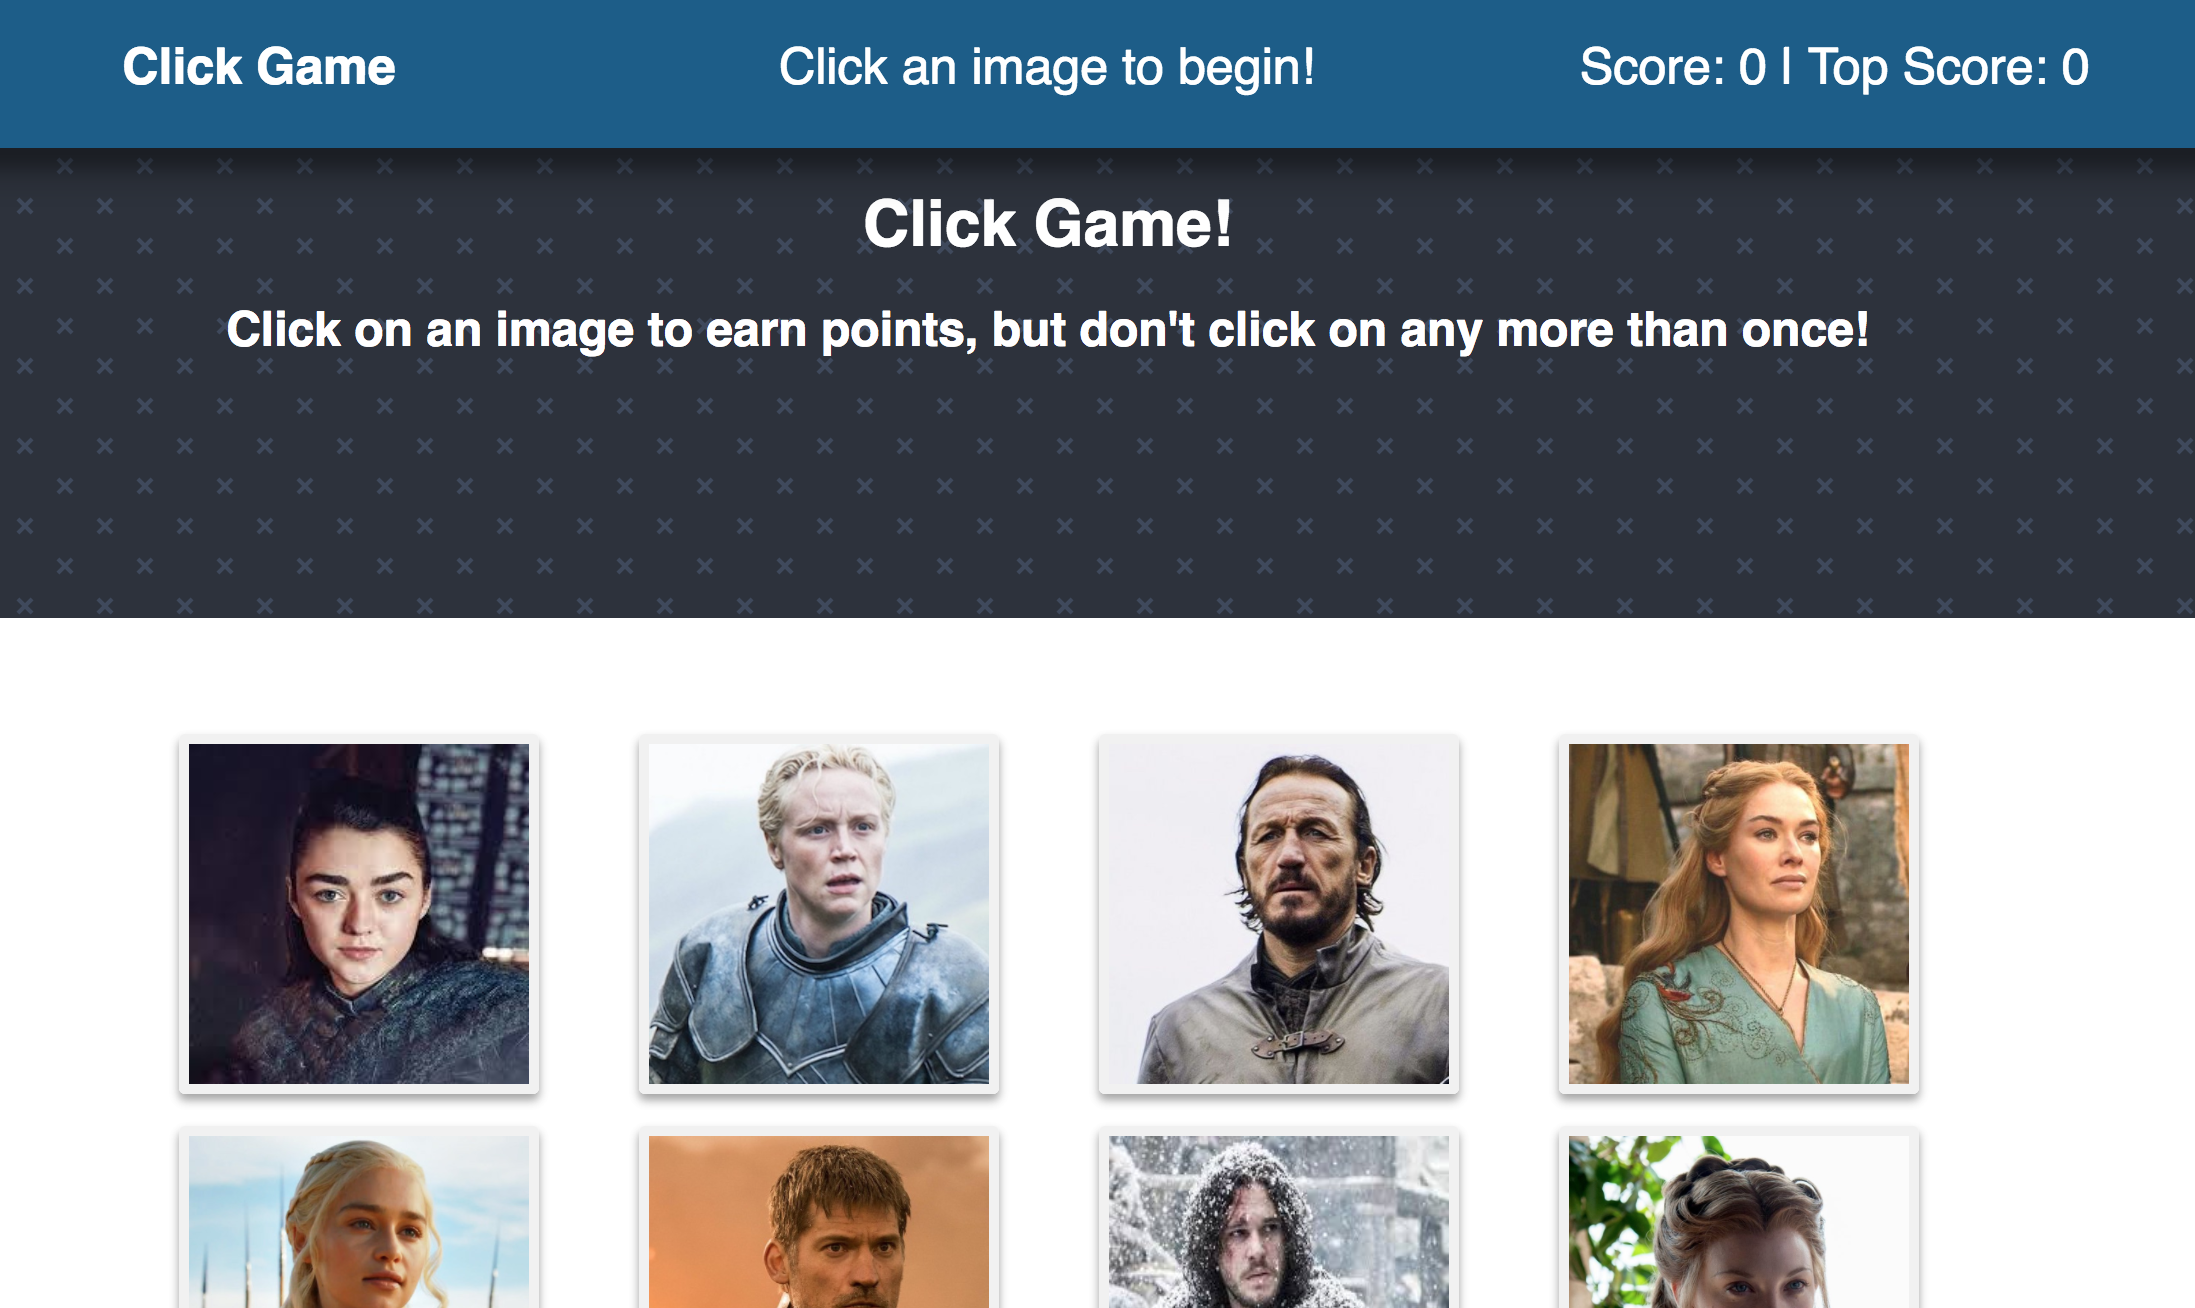 Click Game
Click an image to begin!
Score: 0 | Top Score: 0
Click Game!
Click on an image to earn points, but don't click on any more than once!